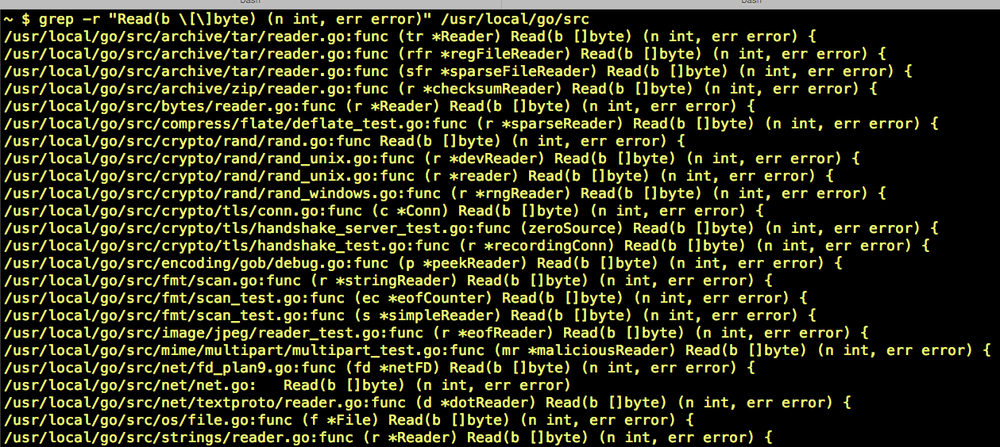 bash
bash
~ $ grep -r "Read(b \[\]byte) (n int, err error)" /usr/local/go/src
/usr/local/go/src/archive/tar/reader.go:func (tr *Reader) Read(b []byte) (n int, err error) {
/usr/local/go/src/archive/tar/reader.go:func (rfr *regFileReader) Read(b []byte) (n int, err error) {
/usr/local/go/src/archive/tar/reader.go:func (sfr *sparseFileReader) Read(b []byte) (n int, err error) {
/usr/local/go/src/archive/zip/reader.go:func (r *checksumReader) Read(b []byte) (n int, err error) {
/usr/local/go/src/bytes/reader.go:func (r *Reader) Read(b []byte) (n int, err error) {
/usr/local/go/src/compress/flate/deflate_test.go:func (r *sparseReader) Read(b []byte) (n int, err error) {
/usr/local/go/src/crypto/rand/rand.go:func Read(b []byte) (n int, err error) {
/usr/local/go/src/crypto/rand/rand_unix.go:func (r *devReader) Read(b []byte) (n int, err error) {
/usr/local/go/src/crypto/rand/rand_unix.go:func (r *reader) Read(b []byte) (n int, err error) {
/usr/local/go/src/crypto/rand/rand_windows.go:func (r *rngReader) Read(b []byte) (n int, err error) {
/usr/local/go/src/crypto/tls/conn.go:func (c *Conn) Read(b []byte) (n int, err error) {
/usr/local/go/src/crypto/tls/handshake_server_test.go:func (zeroSource) Read(b []byte) (n int, err error) {
/usr/local/go/src/crypto/tls/handshake_test.go:func (r *recordingConn) Read(b []byte) (n int, err error) {
/usr/local/go/src/encoding/gob/debug.go:func (p *peekReader) Read(b []byte) (n int, err error) {
/usr/local/go/src/fmt/scan.go:func (r *stringReader) Read(b []byte) (n int, err error) {
/usr/local/go/src/fmt/scan_test.go:func (ec *eofCounter) Read(b []byte) (n int, err error) {
/usr/local/go/src/fmt/scan_test.go:func (s *simpleReader) Read(b []byte) (n int, err error) {
/usr/local/go/src/image/jpeg/reader_test.go:func (r *eofReader) Read(b []byte) (n int, err error) {
/usr/local/go/src/mime/multipart/multipart_test.go:func (mr *maliciousReader) Read(b []byte) (n int, err error) {
/usr/local/go/src/net/fd_plan9.go:func (fd *netFD) Read(b []byte) (n int, err error) {
/usr/local/go/src/net/net.go:   Read(b []byte) (n int, err error)
/usr/local/go/src/net/textproto/reader.go:func (d *dotReader) Read(b []byte) (n int, err error) {
/usr/local/go/src/os/file.go:func (f *File) Read(b []byte) (n int, err error) {
/usr/local/go/src/strings/reader.go:func (r *Reader) Read(b []byte) (n int, err error) {